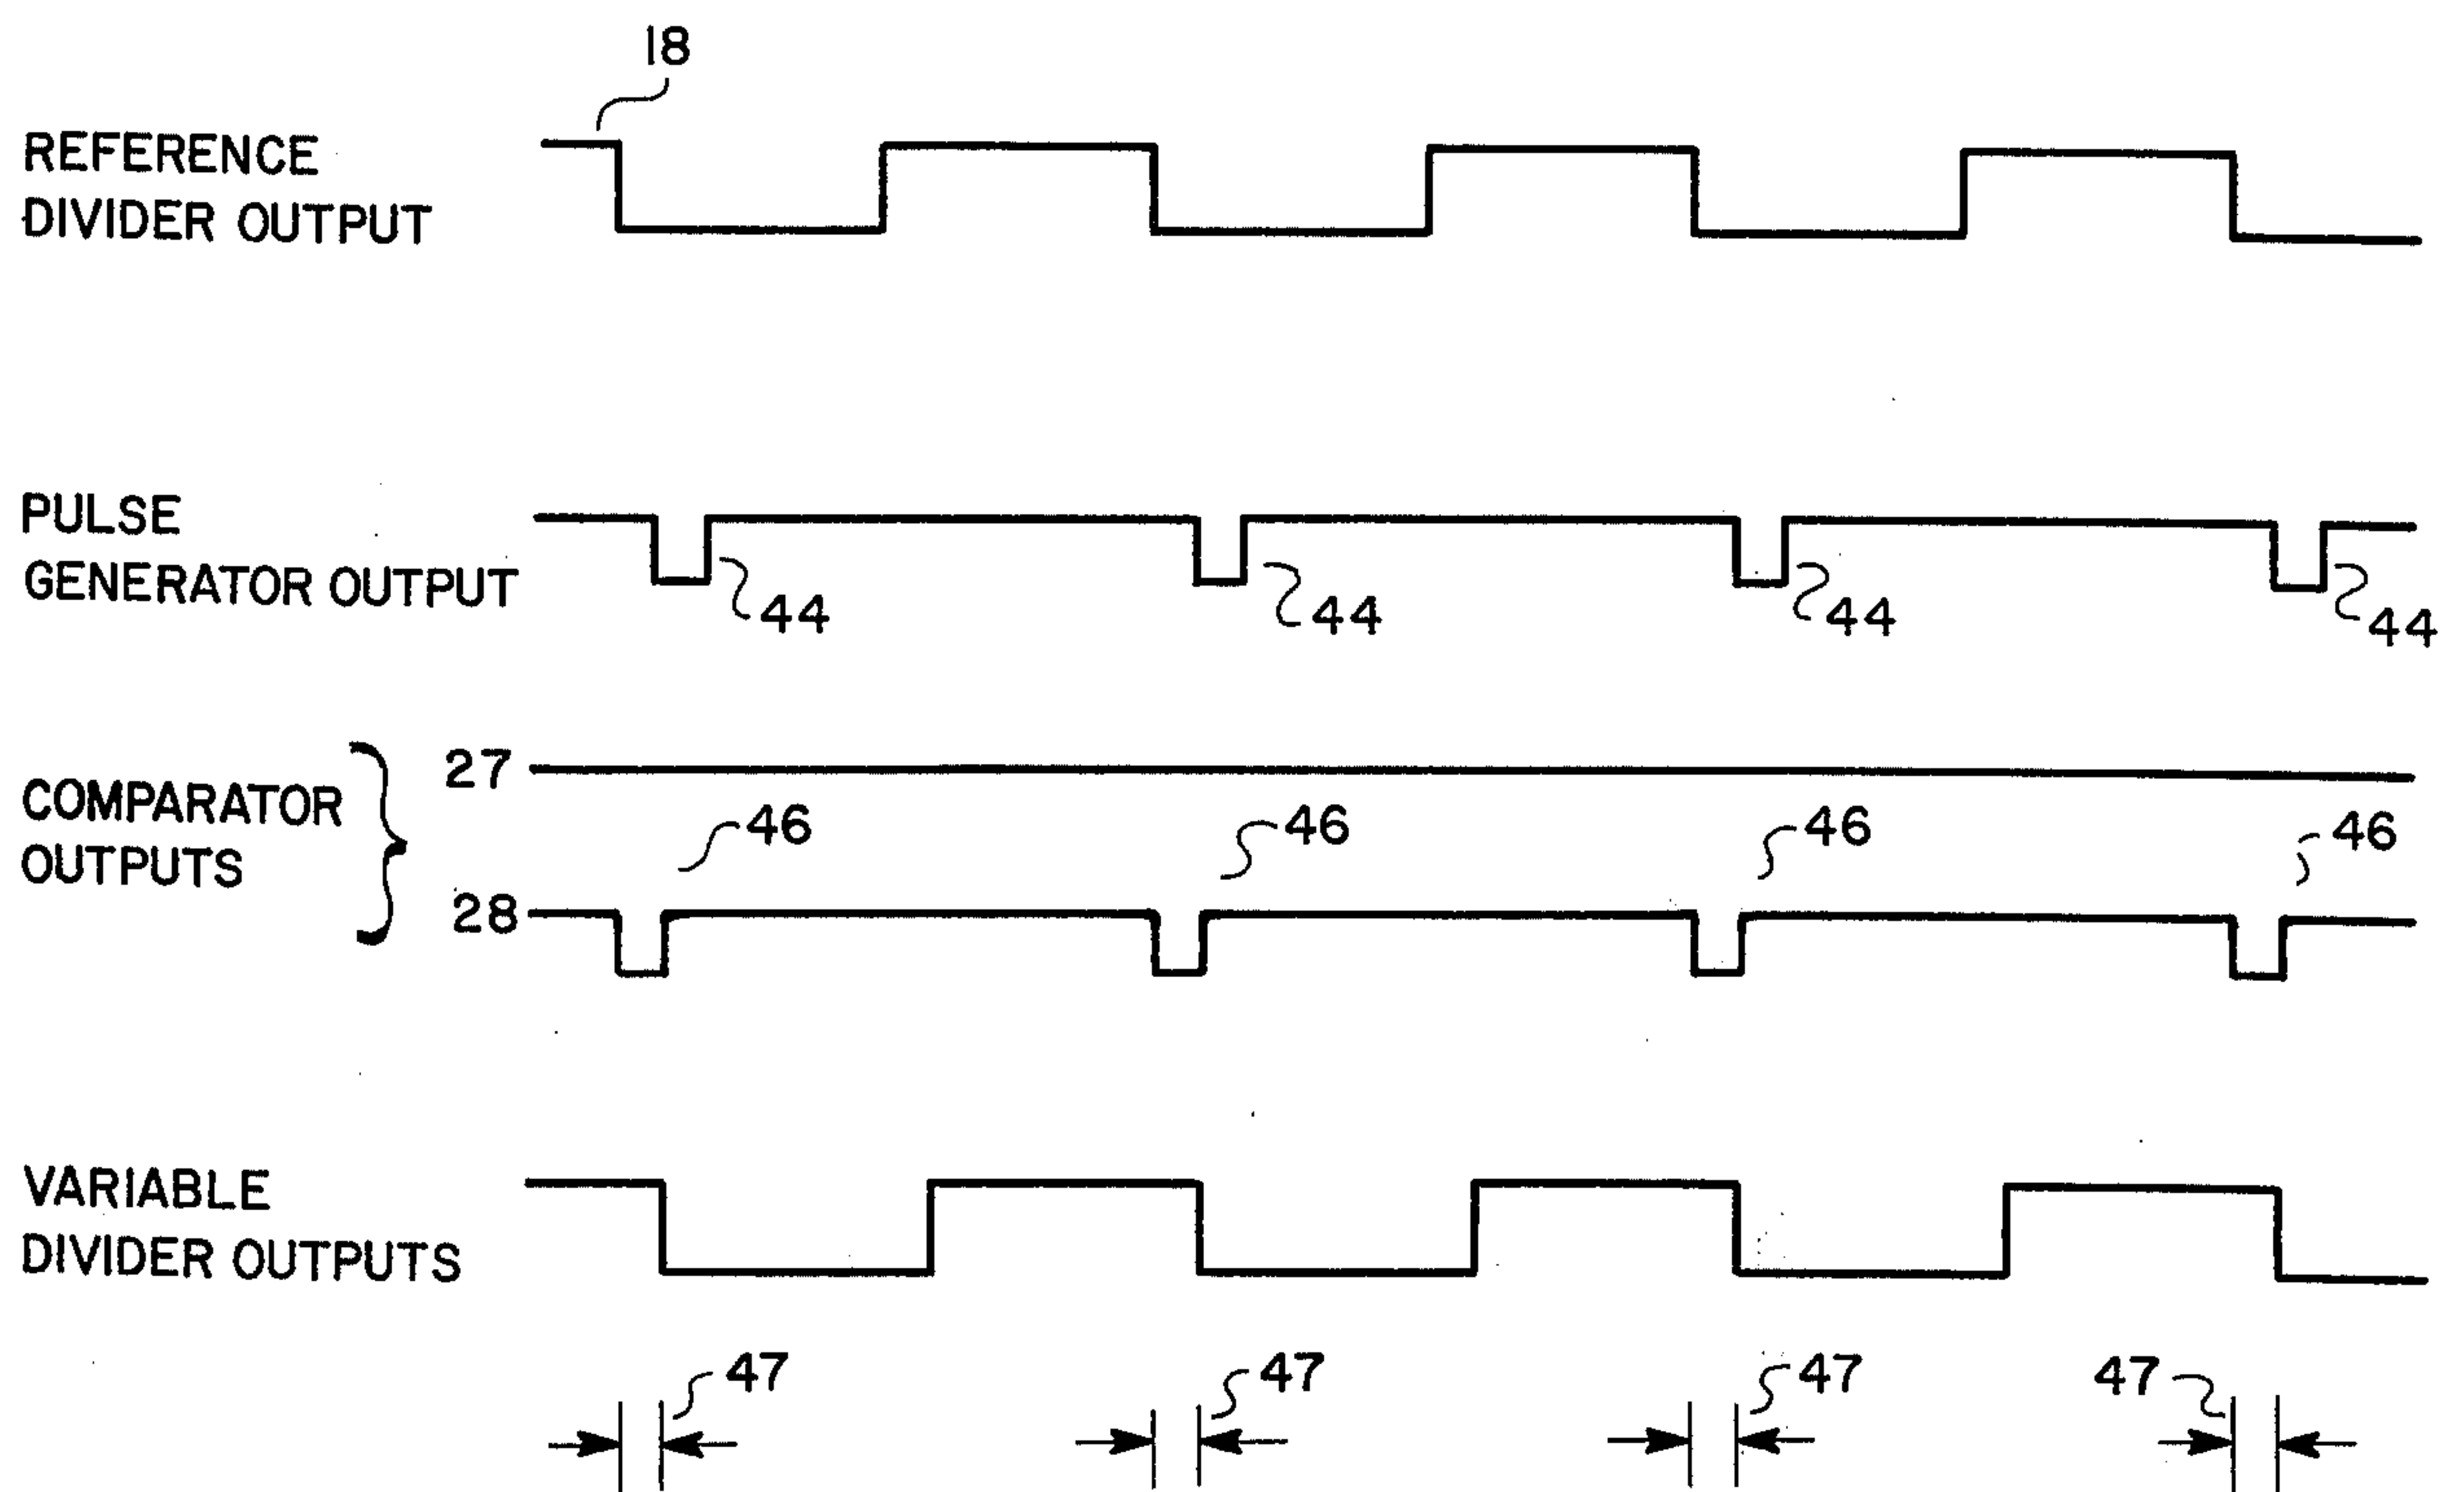 18
REFERENCE
DIVIDER OUTPUT
PULSE
GENERATOR OUTPUT
44 44 44 44
COMPARATOR
OUTPUTS
27
46 46 46 46
28
VARIABLE
DIVIDER OUTPUTS
47 47 47 47